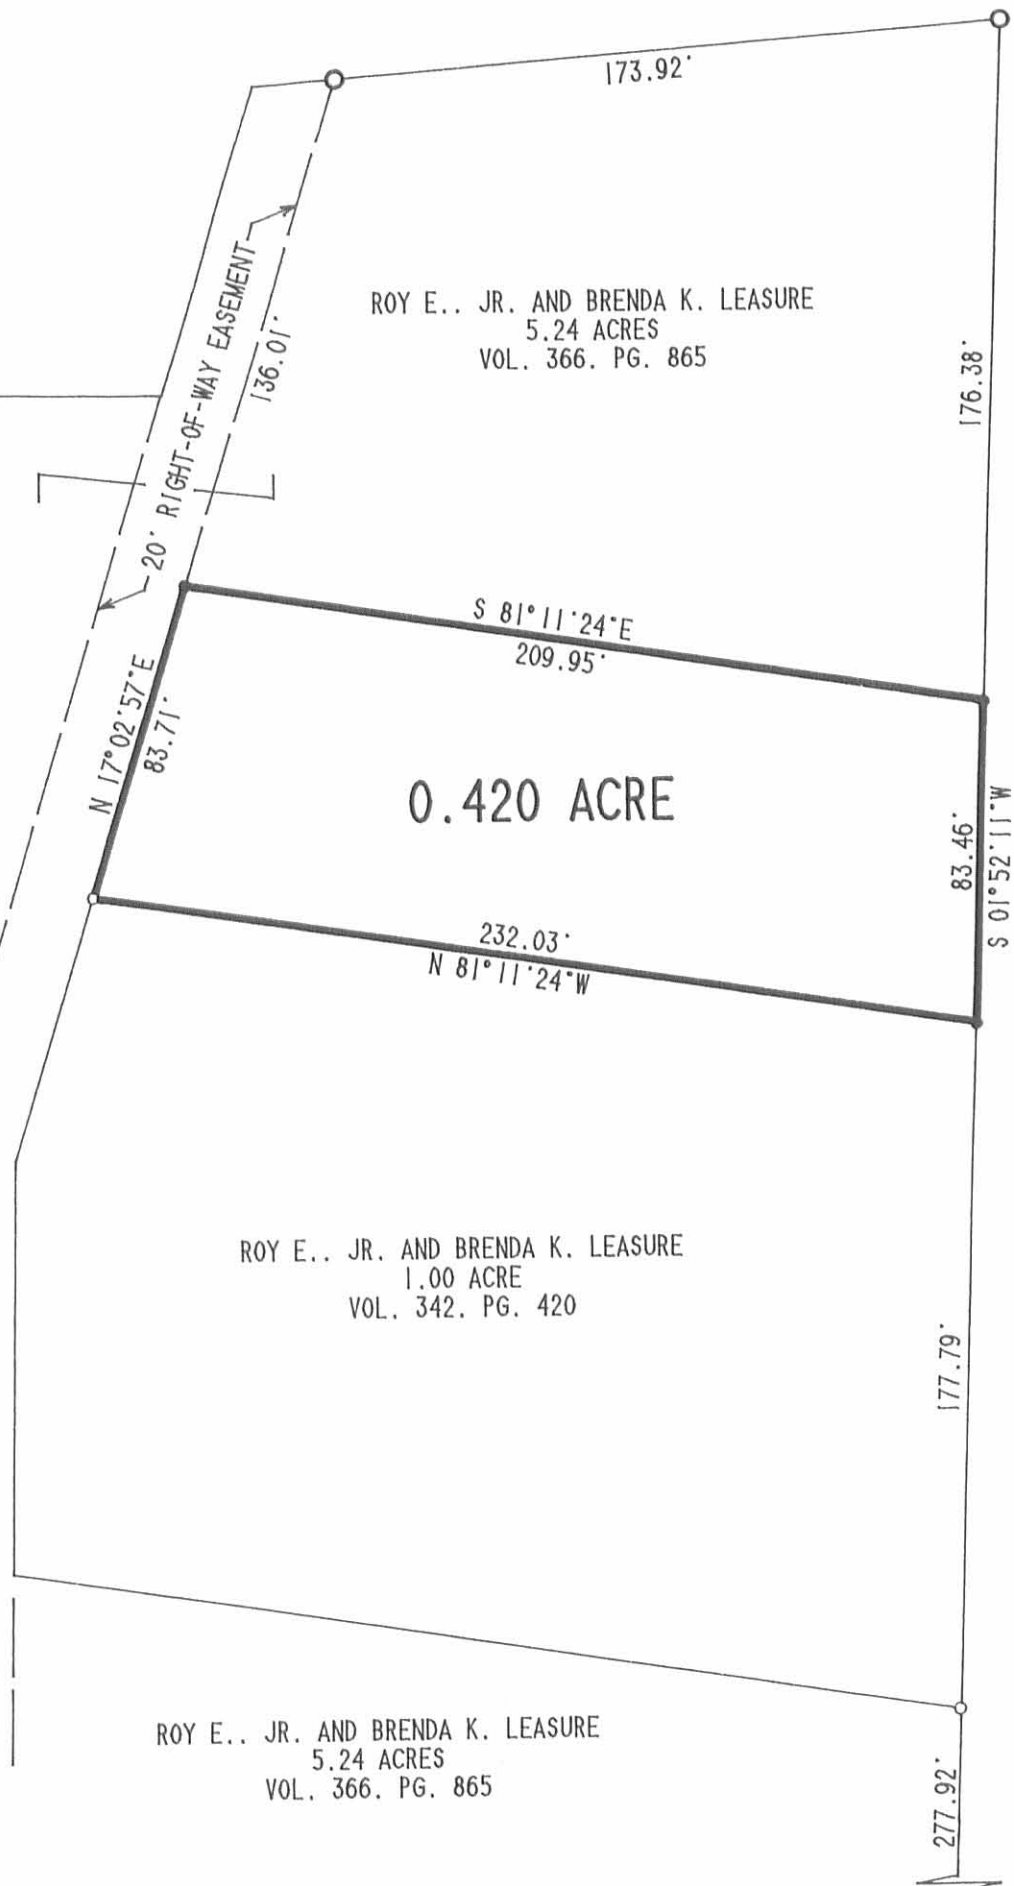 173.92'
20' RIGHT-OF-WAY EASEMENT
136.01'
ROY E.. JR. AND BRENDA K. LEASURE
5.24 ACRES
VOL. 366. PG. 865
176.38'
S 81°11'24"E
209.95'
N 17°02'57"E
83.71'
0.420 ACRE
83.46'
S 01°52'11"W
232.03'
N 81°11'24"W
ROY E.. JR. AND BRENDA K. LEASURE
1.00 ACRE
VOL. 342. PG. 420
177.79'
ROY E.. JR. AND BRENDA K. LEASURE
5.24 ACRES
VOL. 366. PG. 865
277.92'